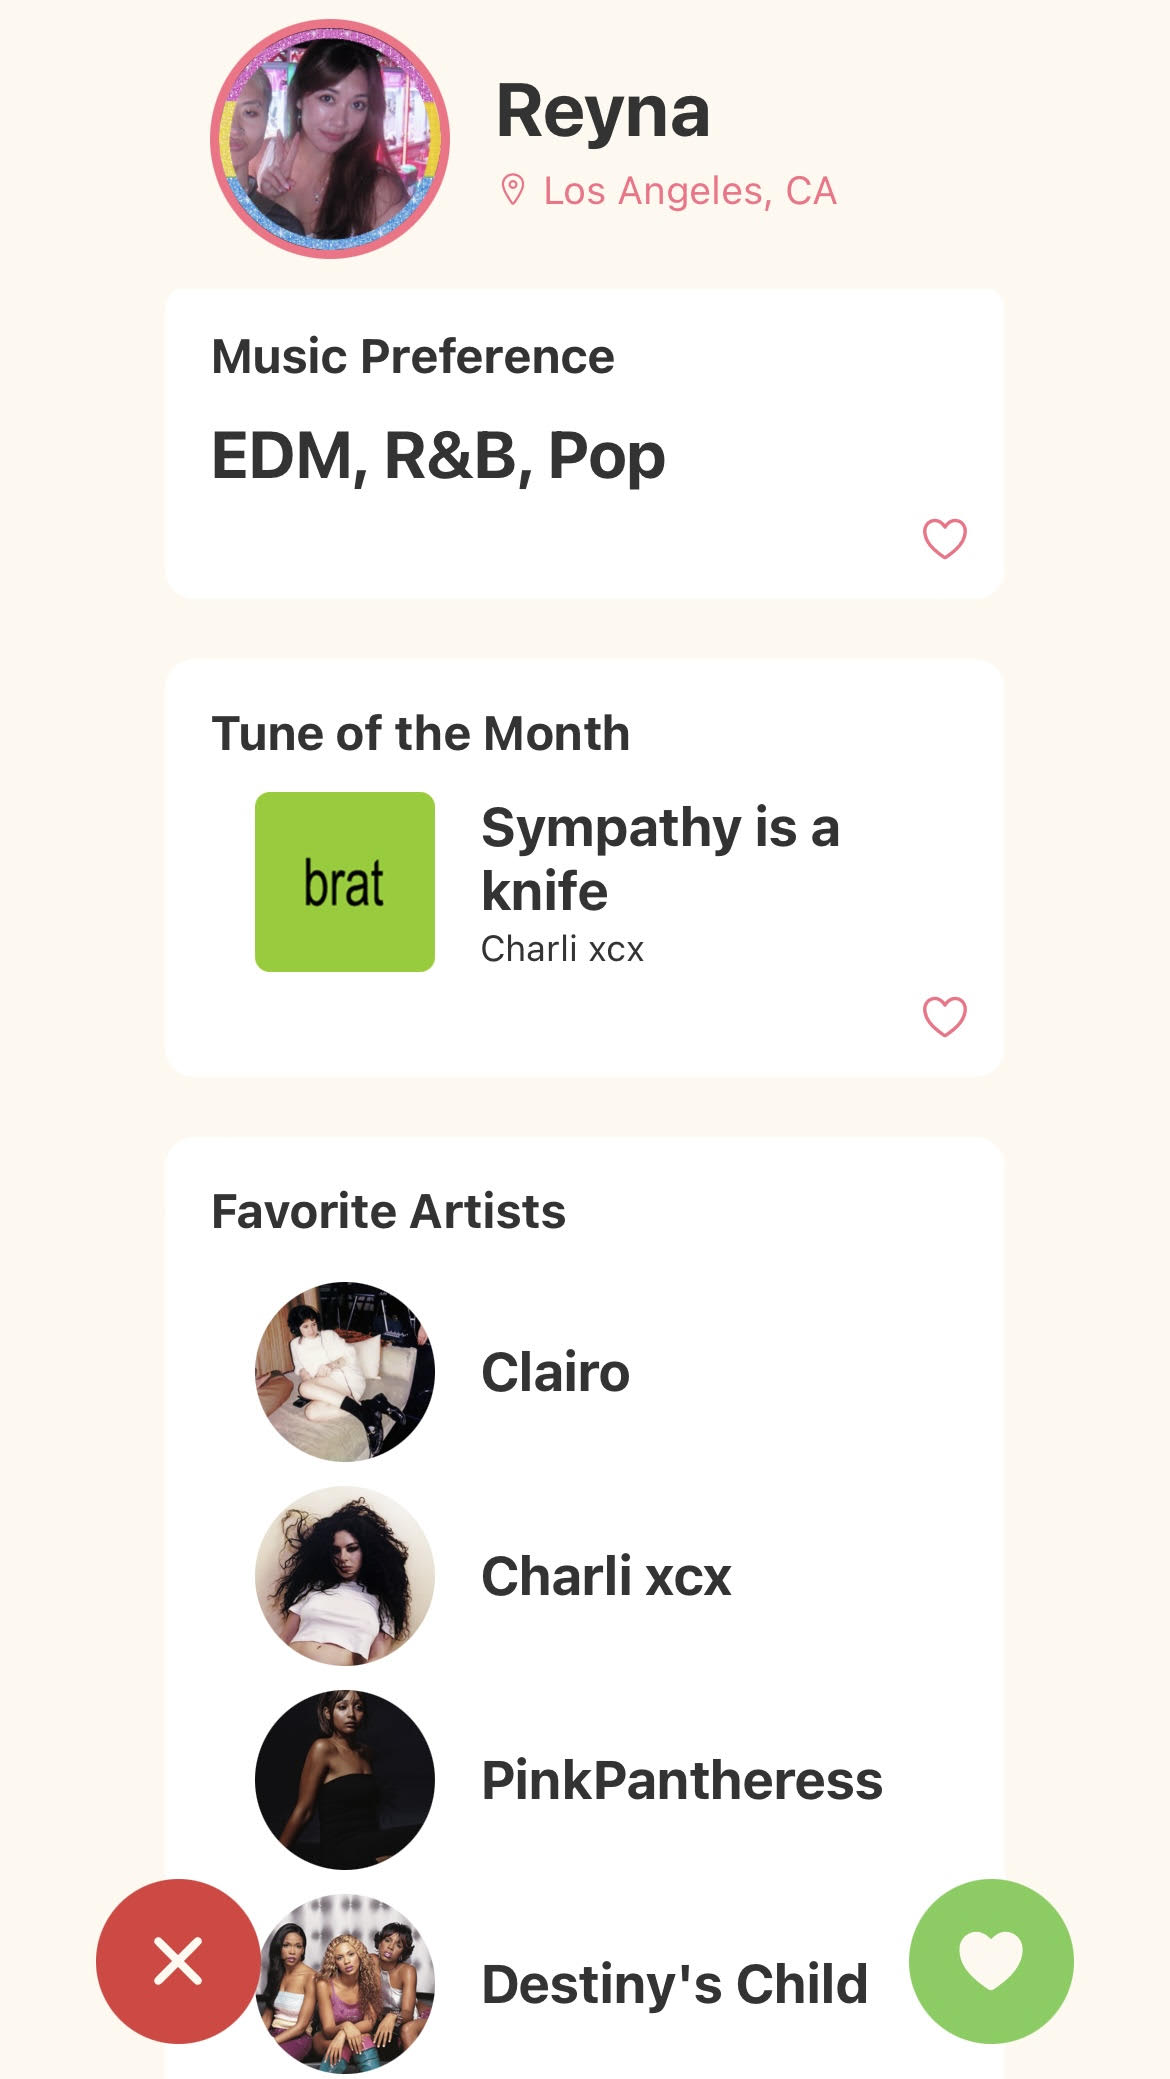 Reyna
Los Angeles, CA
Music Preference
EDM, R&B, Pop
Tune of the Month
brat
Sympathy is a
knife
Charli xcx
Favorite Artists
Clairo
Charli xcx
PinkPantheress
Destiny's Child